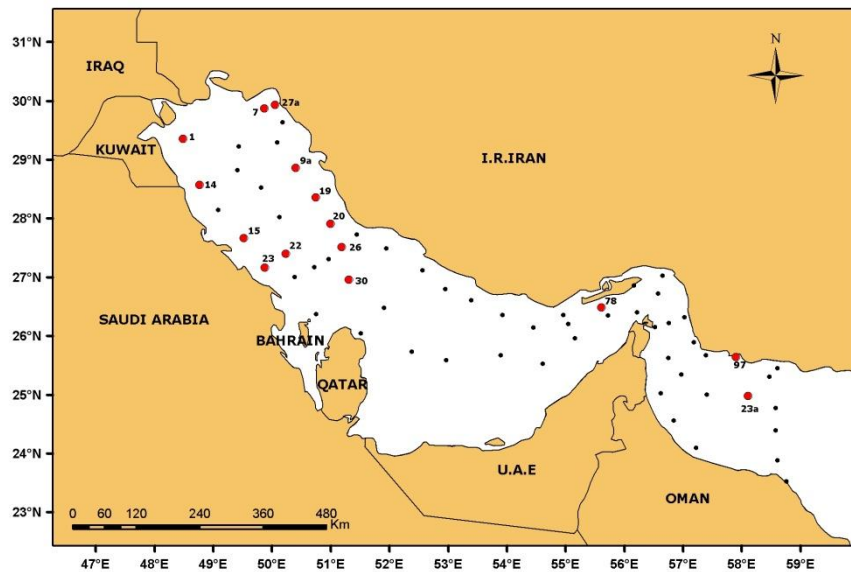 N
IRAQ
31°N
30°N
29°N
28°N
27°N
26°N
25°N
24°N
23°N
KUWAIT
I.R.IRAN
SAUDI ARABIA
BAHRAIN
QATAR
U.A.E
OMAN
7
27a
1
9a
14
19
20
15
22
26
23
30
78
97
23a
0 60 120 240 360 480
Km
47°E 48°E 49°E 50°E 51°E 52°E 53°E 54°E 55°E 56°E 57°E 58°E 59°E